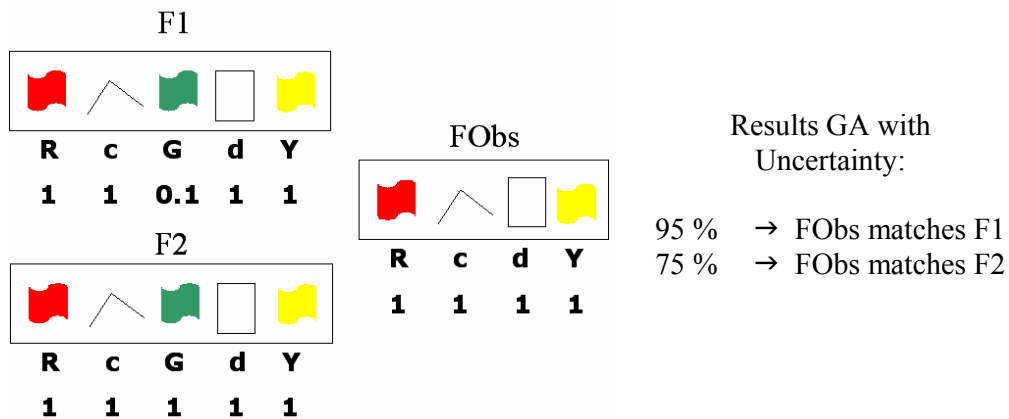 F1
R c G d Y
1 1 0.1 1 1
F2
R c G d Y
1 1 1 1 1
FObs
R c d Y
1 1 1 1
Results GA with
Uncertainty:
95 % → FObs matches F1
75 % → FObs matches F2